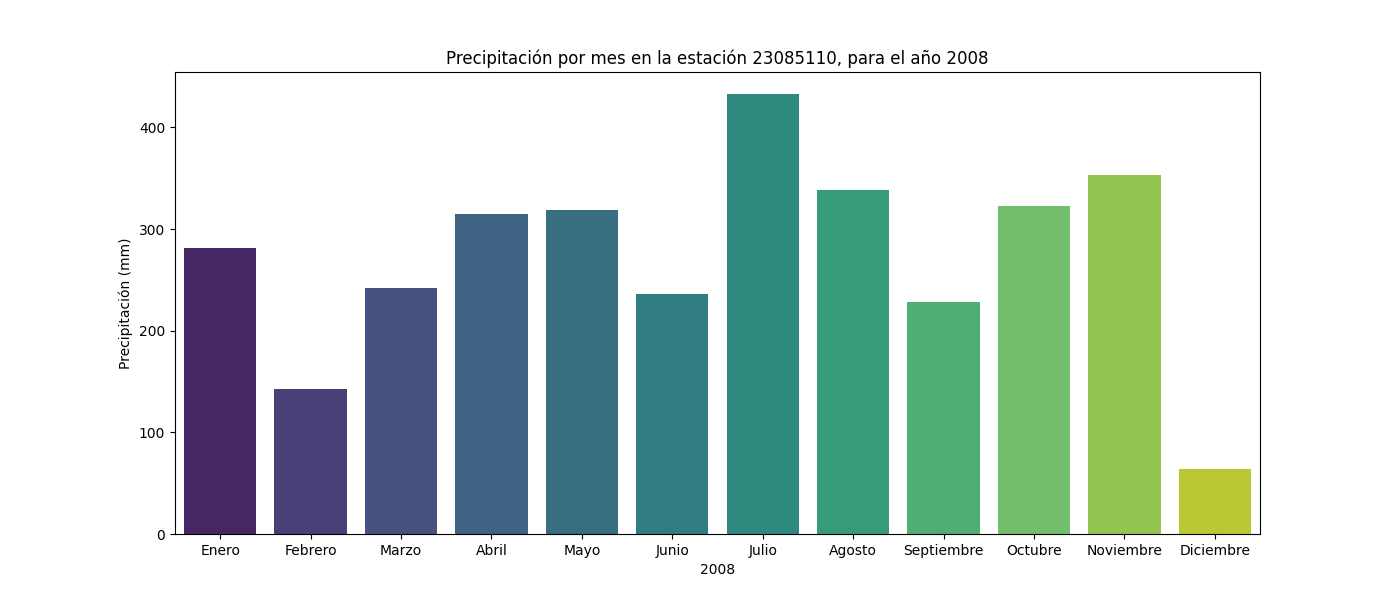 Precipitación por mes en la estación 23085110, para el año 2008
Precipitación (mm)
400
300
200
100
0
Enero Febrero Marzo Abril Mayo Junio Julio Agosto Septiembre Octubre Noviembre Diciembre
2008